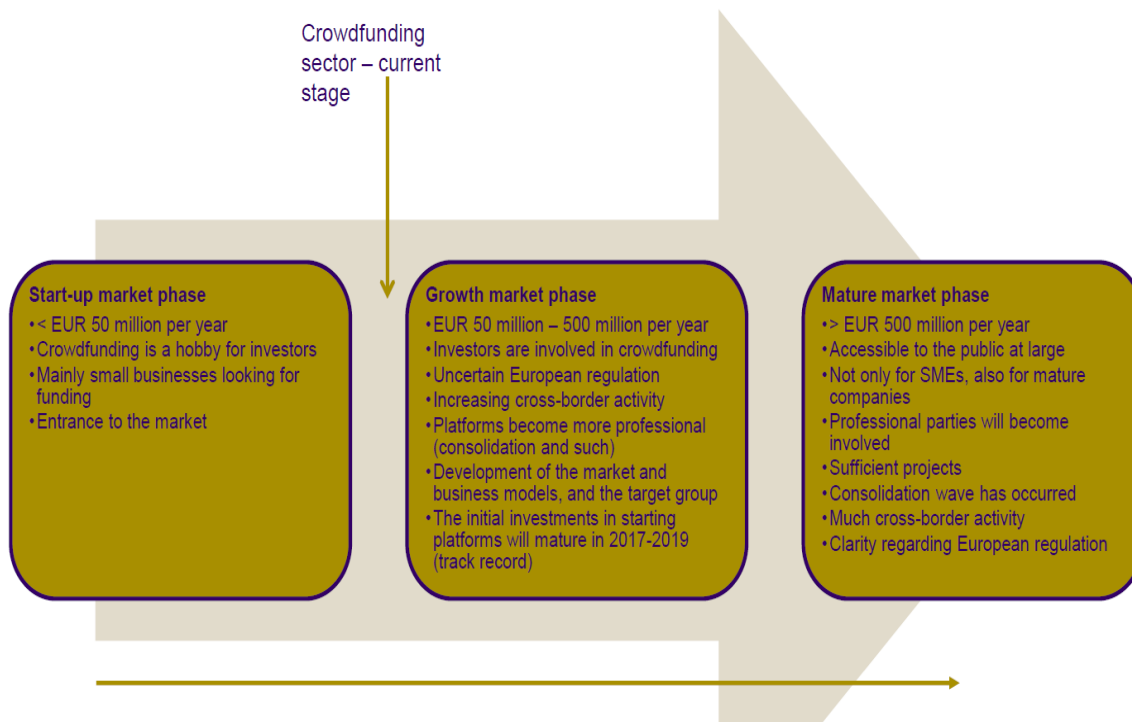 Crowdfunding
sector – current
stage
Start-up market phase
•< EUR 50 million per year
•Crowdfunding is a hobby for investors
•Mainly small businesses looking for
funding
•Entrance to the market
Growth market phase
•EUR 50 million – 500 million per year
•Investors are involved in crowdfunding
•Uncertain European regulation
•Increasing cross-border activity
•Platforms become more professional
(consolidation and such)
•Development of the market and
business models, and the target group
•The initial investments in starting
platforms will mature in 2017-2019
(track record)
Mature market phase
•> EUR 500 million per year
•Accessible to the public at large
•Not only for SMEs, also for mature
companies
•Professional parties will become
involved
•Sufficient projects
•Consolidation wave has occurred
•Much cross-border activity
•Clarity regarding European regulation